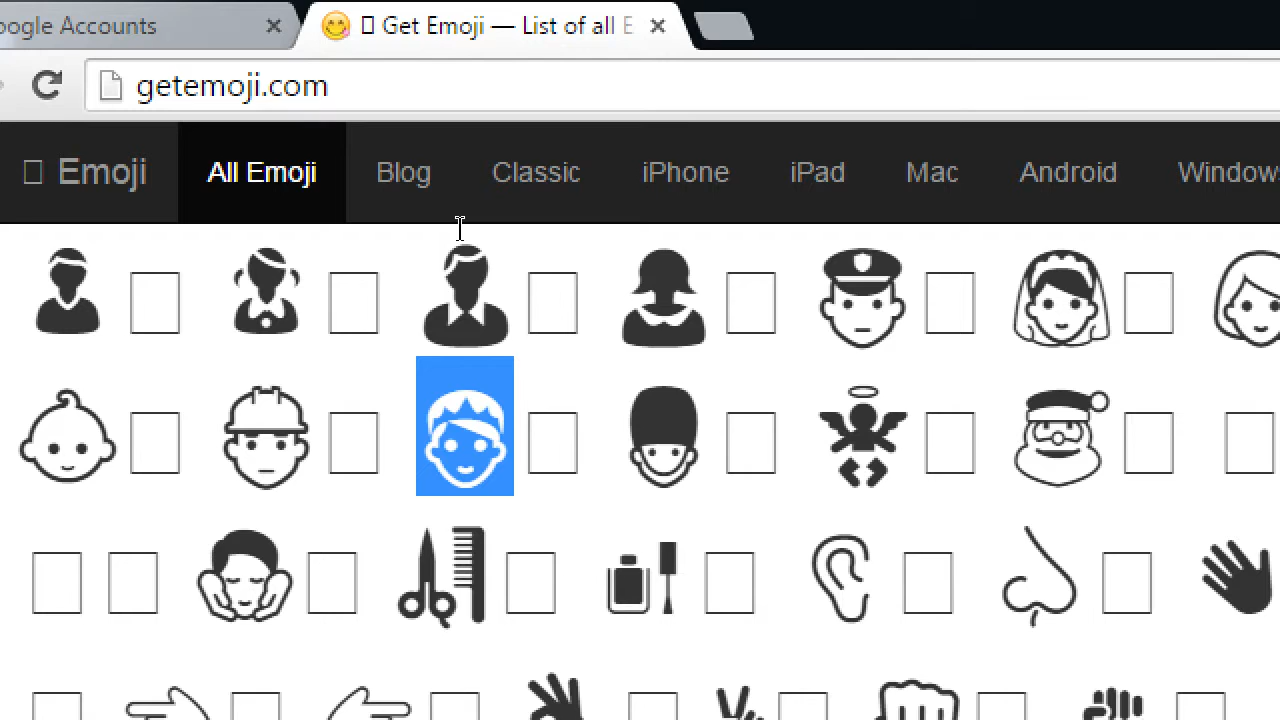 oogle Accounts
Get Emoji — List of all E
getemoji.com
Emoji All Emoji Blog Classic iPhone iPad Mac Android Window